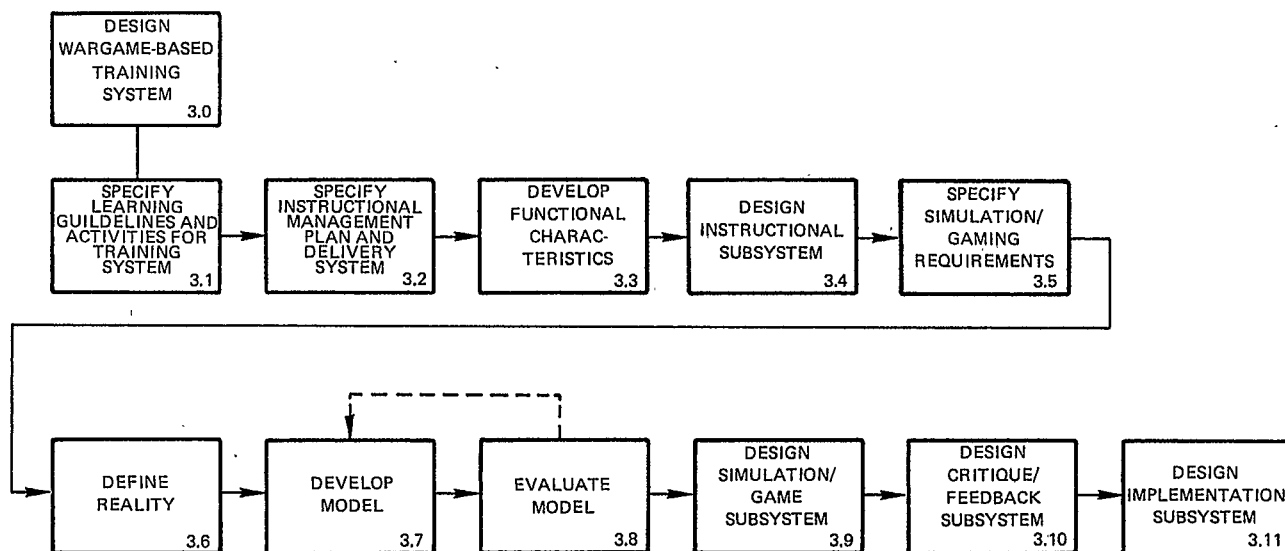 DESIGN
WARGAME-BASED
TRAINING
SYSTEM
3.0
SPECIFY
LEARNING
GUILDELINES AND
ACTIVITIES FOR
TRAINING
SYSTEM
3.1
SPECIFY
INSTRUCTIONAL
MANAGEMENT
PLAN AND
DELIVERY
SYSTEM
3.2
DEVELOP
FUNCTIONAL
CHARAC-
TERISTICS
3.3
DESIGN
INSTRUCTIONAL
SUBSYSTEM
3.4
SPECIFY
SIMULATION/
GAMING
REQUIREMENTS
3.5
DEFINE
REALITY
3.6
DEVELOP
MODEL
3.7
EVALUATE
MODEL
3.8
DESIGN
SIMULATION/
GAME
SUBSYSTEM
3.9
DESIGN
CRITIQUE/
FEEDBACK
SUBSYSTEM
3.10
DESIGN
IMPLEMENTATION
SUBSYSTEM
3.11